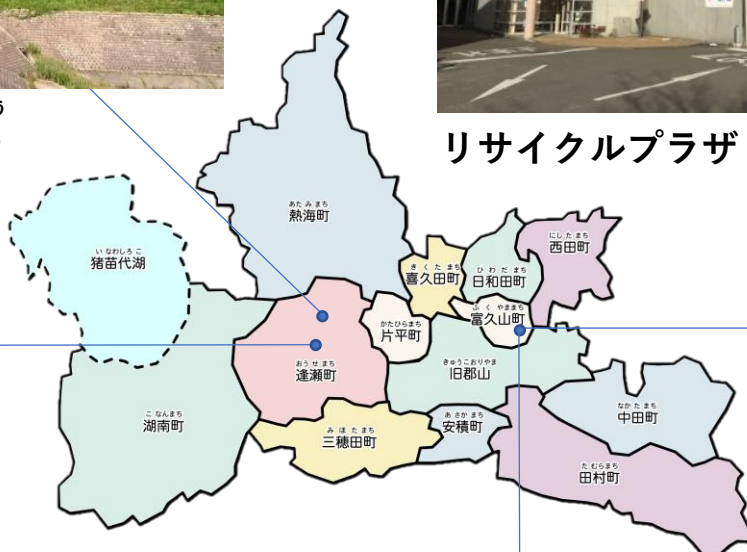 う
リサイクルプラザ
あたみまち
熱海町
いなわしろこ
猪苗代湖
にしたまち
西田町
きくたまち
喜久田町
ひわだまち
日和田町
ふくやままち
富久山町
かたひらまち
片平町
おうせまち
逢瀬町
きゅうこおりやま
旧郡山
こなんまち
湖南町
みほたまち
三穂田町
あさかまち
安積町
なかたまち
中田町
たむらまち
田村町